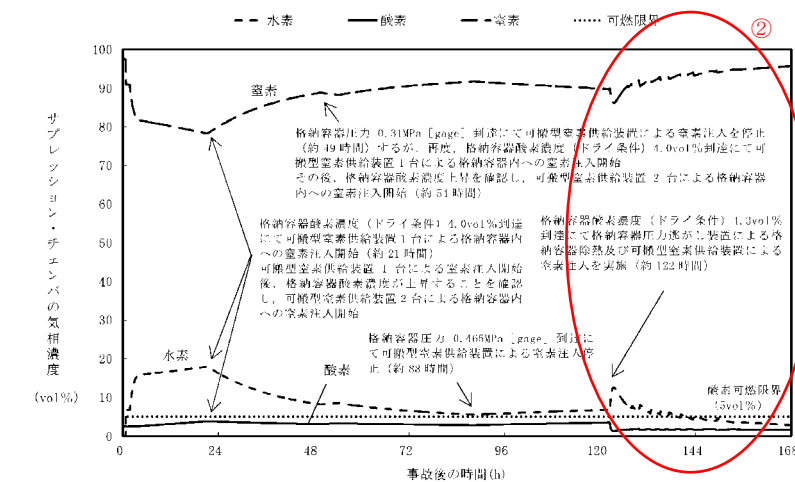 水素 酸素 窒素 可燃限界
②
サプレッション・チェンバの気相濃度
(vol%)
100
90
80
70
60
50
40
30
20
10
0
窒素
格納容器圧力 0.31MPa [gage] 到達にて可搬型窒素供給装置による窒素注入を停止
(約 49 時間) するが、再度、格納容器酸素濃度 (ドライ条件) 4.0vol%到達にて可
搬型窒素供給装置 1 台による格納容器内への窒素注入開始
その後、格納容器酸素濃度上昇を確認し、可搬型窒素供給装置 2 台による格納容器
内への窒素注入開始 (約 51 時間)
格納容器酸素濃度 (ドライ条件) 4.0vol%到達
にて可搬型窒素供給装置 1 台による格納容器内
への窒素注入開始 (約 21 時間)
可搬型窒素供給装置 1 台による窒素注入開始
後、格納容器酸素濃度が上昇することを確認
し、可搬型窒素供給装置 2 台による格納容器内
への窒素注入開始
格納容器酸素濃度 (ドライ条件) 4.3vol%
到達にて格納容器圧力逃がし装置による格
納容器除熱及び可搬型窒素供給装置による
窒素注入を実施 (約 122 時間)
格納容器圧力 0.465MPa [gage] 到達に
て可搬型窒素供給装置による窒素注入停
止 (約 88 時間)
水素
酸素
酸素可燃限界
(5vol%)
0 24 48 72 96 120 144 168
事故後の時間(h)